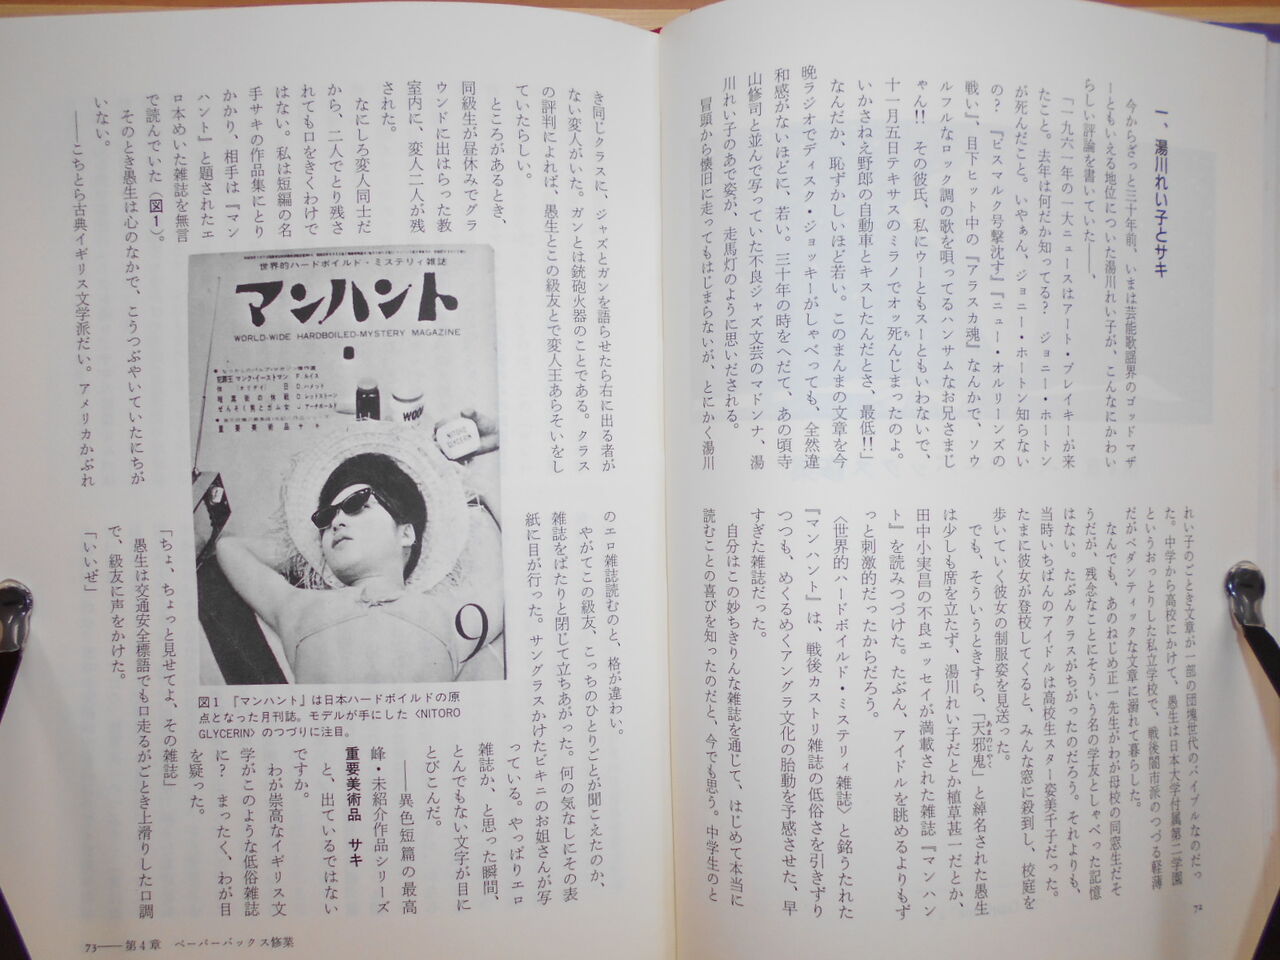 一、湯川れい子とサキ
今からざっと三十年前、いまは芸能歌謡界のゴッドマザ
ーともいえる地位についた湯川れい子が、こんなにかわい
らしい評論を書いていた——、
「一九六一年の一大ニュースはアート・ブレイキーが来
たこと。去年は何だか知ってる? ジョニー・ホートン
が死んだこと。いやぁん、ジョニー・ホートン知らない
の? 『ビスマルク号撃沈す』『ニュー・オルリーンズの
戦い』、目下ヒット中の『アラスカ魂』なんかで、ソウ
ルフルなロック調の歌を唄ってるハンサムなお兄さまじ
ゃん!! その彼氏、私にウーともスーともいわないで、
十一月五日テキサスのミラノでオッ死んじまったのよ。
いかさねえ野郎の自動車とキスしたんだとさ、最低!!」
なんだか、恥ずかしいほど若い。このまんまの文章を今
晩ラジオでディスク・ジョッキーがしゃべっても、全然違
和感がないほどに、若い。三十年の時をへだて、あの頃寺
山修司と並んで写っていた不良ジャズ文芸のマドンナ、湯
川れい子のあで姿が、走馬灯のように思いだされる。
冒頭から懐旧に走ってもはじまらないが、とにかく湯川
れい子のごとき文章が一部の団塊世代のバイブルなのだっ
た。中学から高校にかけて、愚生は日本大学付属第二学園
というおっとりした私立学校で、戦後闇市派のつづる軽薄
だがペダンティックな文章に溺れて暮らした。
なんでも、あのねじめ正一先生がわが母校の同窓生だそ
うだが、残念なことにそういう名の学友としゃべった記憶
はない。たぶんクラスがちがったのだろう。それよりも、
当時いちばんのアイドルは高校生スター姿美千子だった。
たまに彼女が登校してくると、みんな窓に殺到し、校庭を
歩いていく彼女の制服姿を見送った。
でも、そういうときすら、「天邪鬼」と綽名された愚生
は少しも席を立たず、湯川れい子だとか植草甚一だとか、
田中小実昌の不良エッセイが満載された雑誌『マンハン
ト』を読みつづけた。たぶん、アイドルを眺めるよりもず
っと刺激的だったからだろう。
〈世界的ハードボイルド・ミステリィ雑誌〉と銘うたれた
『マンハント』は、戦後カストリ雑誌の低俗さを引きずり
つつも、めくるめくアングラ文化の胎動を予感させた、早
すぎた雑誌だった。
自分はこの妙ちきりんな雑誌を通じて、はじめて本当に
読むことの喜びを知ったのだと、今でも思う。中学生のと
72
き同じクラスに、ジャズとガンを語らせたら右に出る者が
ない変人がいた。ガンとは銃砲火器のことである。クラス
の評判によれば、愚生とこの級友とで変人王あらそいをし
ていたらしい。
ところがあるとき、
同級生が昼休みでグラ
ウンドに出はらった教
室内に、変人二人が残
された。
なにしろ変人同士だ
から、二人でとり残さ
れても口をきくわけで
はない。私は短編の名
手サキの作品集にとり
かかり、相手は『マン
ハント』と題されたエ
ロ本めいた雑誌を無言
で読んでいた(図1)。
そのとき愚生は心のなかで、こうつぶやいていたにちが
いない。
——こちとら古典イギリス文学派だい。アメリカかぶれ
のエロ雑誌読むのと、格が違わい。
やがてこの級友、こっちのひとりごとが聞こえたのか、
雑誌をぱたりと閉じて立ちあがった。何の気なしにその表
紙に目が行った。サングラスかけたビキニのお姐さんが写
っている。やっぱりエロ
雑誌か、と思った瞬間、
とんでもない文字が目に
とびこんだ。
——異色短篇の最高
峰・未紹介作品シリーズ
重要美術品 サキ
と、出ているではない
ですか。
わが崇高なイギリス文
学がこのような低俗雑誌
に? まったく、わが目
を疑った。
「ちょ、ちょっと見せてよ、その雑誌」
愚生は交通安全標語でも口走るがごとき上滑りした口調
で、級友に声をかけた。
「いいぜ」
世界的ハードボイルド・ミステリィ雑誌
マンハント
WORLD-WIDE HARDBOILED-MYSTERY MAGAZINE
犯罪王 マンク・イーストマン F.ルイス
重要美術品 サキ
NITORO
GLYCERIN
9
図1 『マンハント』は日本ハードボイルドの原
点となった月刊誌。モデルが手にした〈NITORO
GLYCERIN〉のつづりに注目。
73——第4章 ペーパーバックス修業